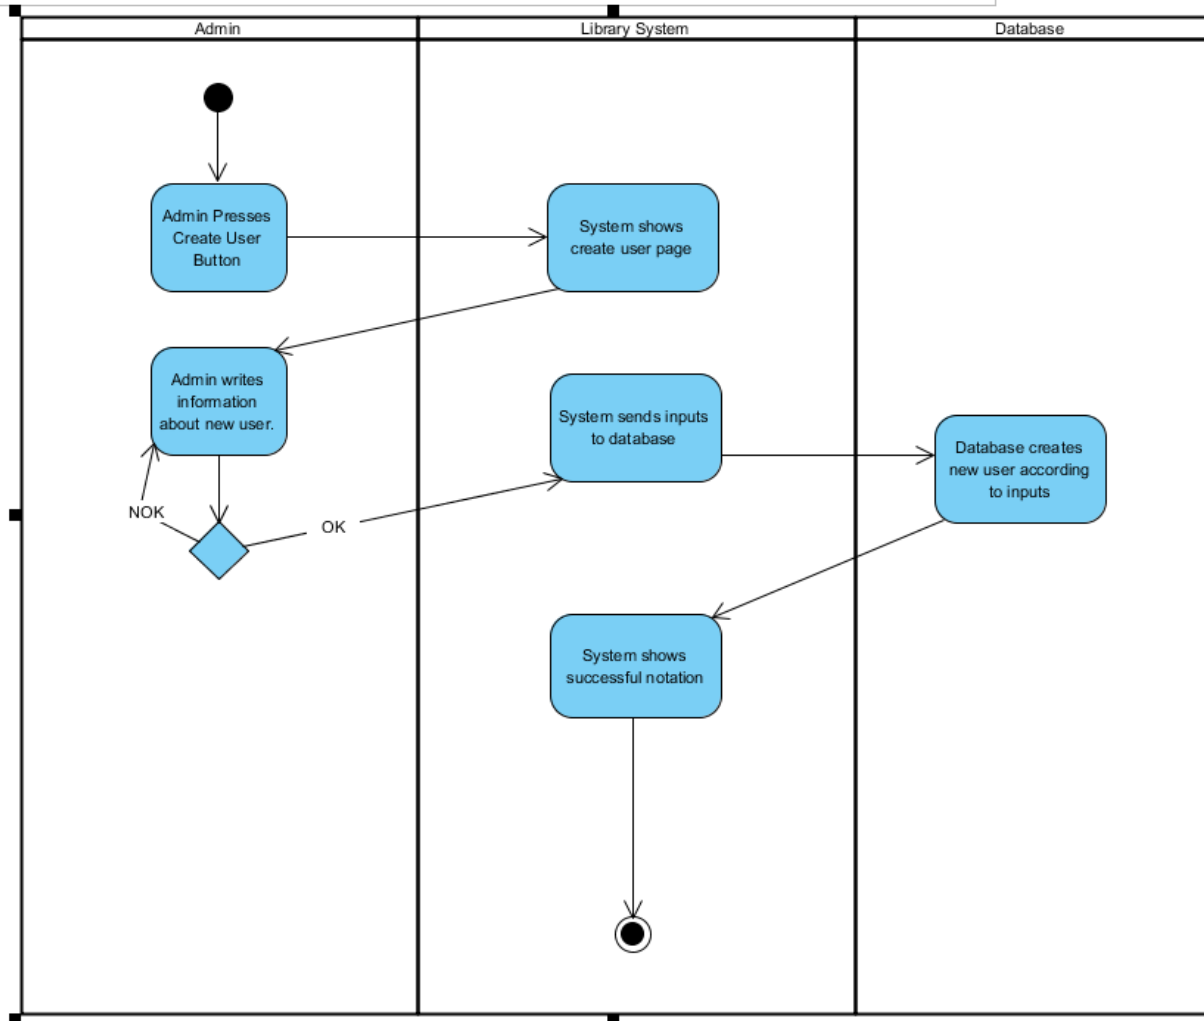 Admin
Library System
Database
Admin Presses
Create User
Button
System shows
create user page
Admin writes
information
about new user.
System sends inputs
to database
Database creates
new user according
to inputs
NOK
OK
System shows
successful notation